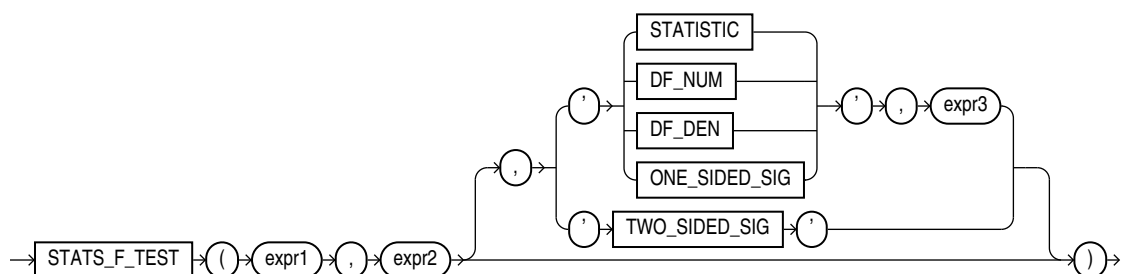 STATISTIC
DF_NUM
' DF_DEN ' , expr3
,
ONE_SIDED_SIG
' TWO_SIDED_SIG '
STATS_F_TEST ( expr1 , expr2 )